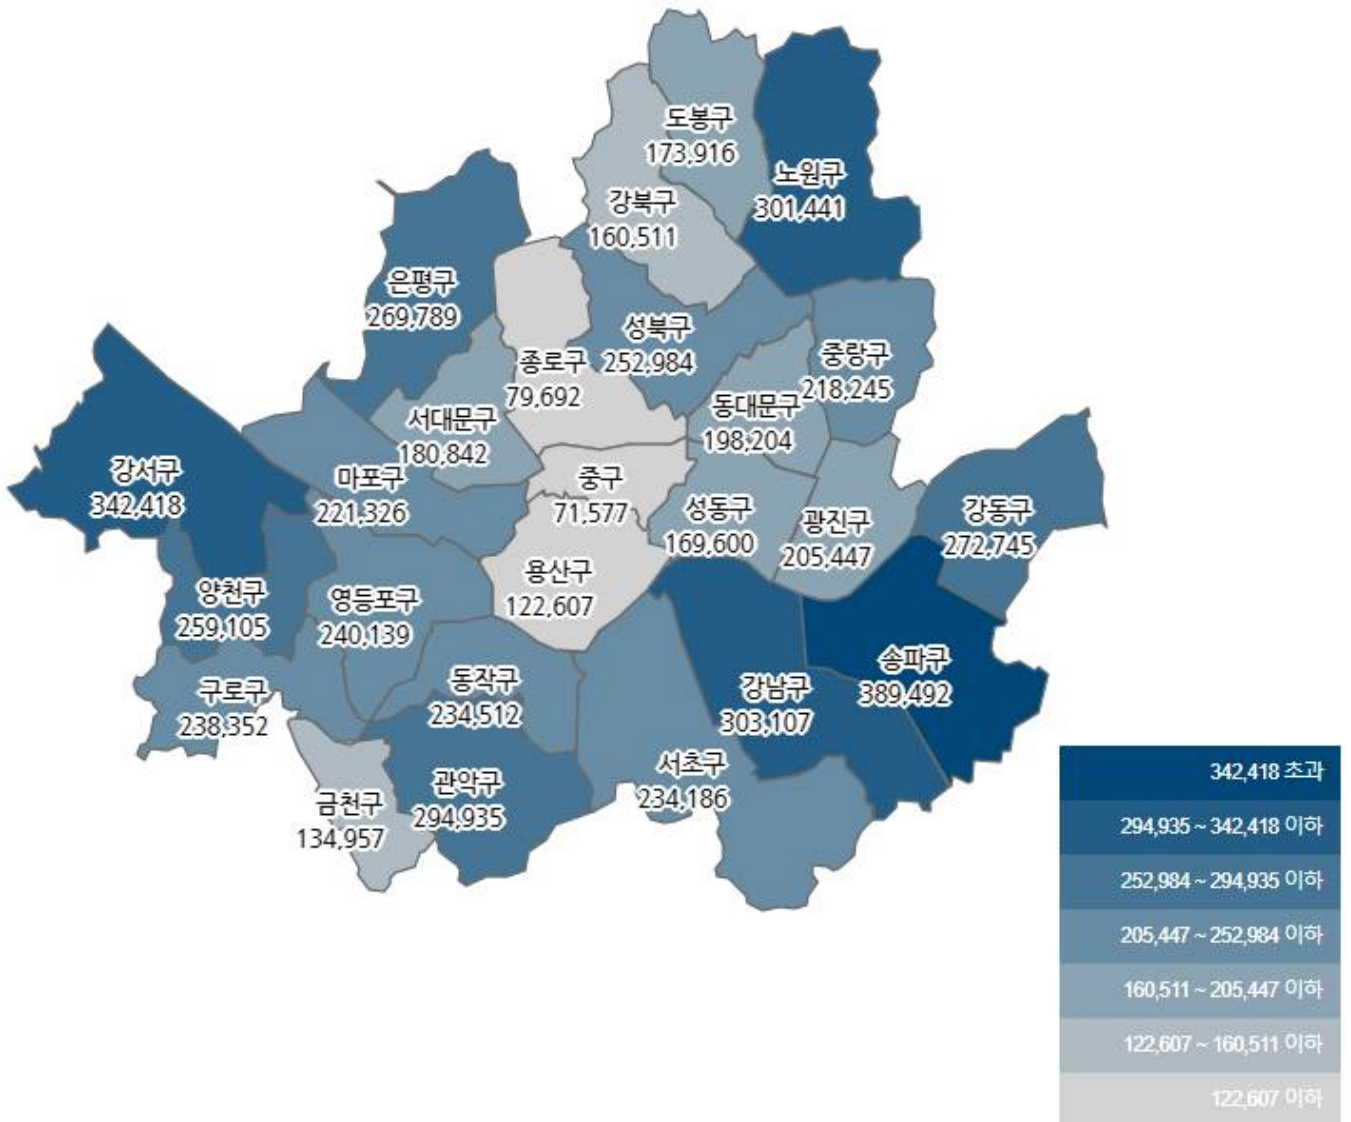 도봉구
173,916
노원구
301,441
강북구
160,511
은평구
269,789
성북구
252,984
종로구
79,692
중랑구
218,245
동대문구
198,204
서대문구
180,842
강서구
342,418
마포구
221,326
중구
71,577
성동구
169,600
광진구
205,447
강동구
272,745
양천구
259,105
영등포구
240,139
용산구
122,607
구로구
238,352
동작구
234,512
강남구
303,107
송파구
389,492
금천구
134,957
관악구
294,935
서초구
234,186
342,418 초과
294,935 ~ 342,418 이하
252,984 ~ 294,935 이하
205,447 ~ 252,984 이하
160,511 ~ 205,447 이하
122,607 ~ 160,511 이하
122,607 이하